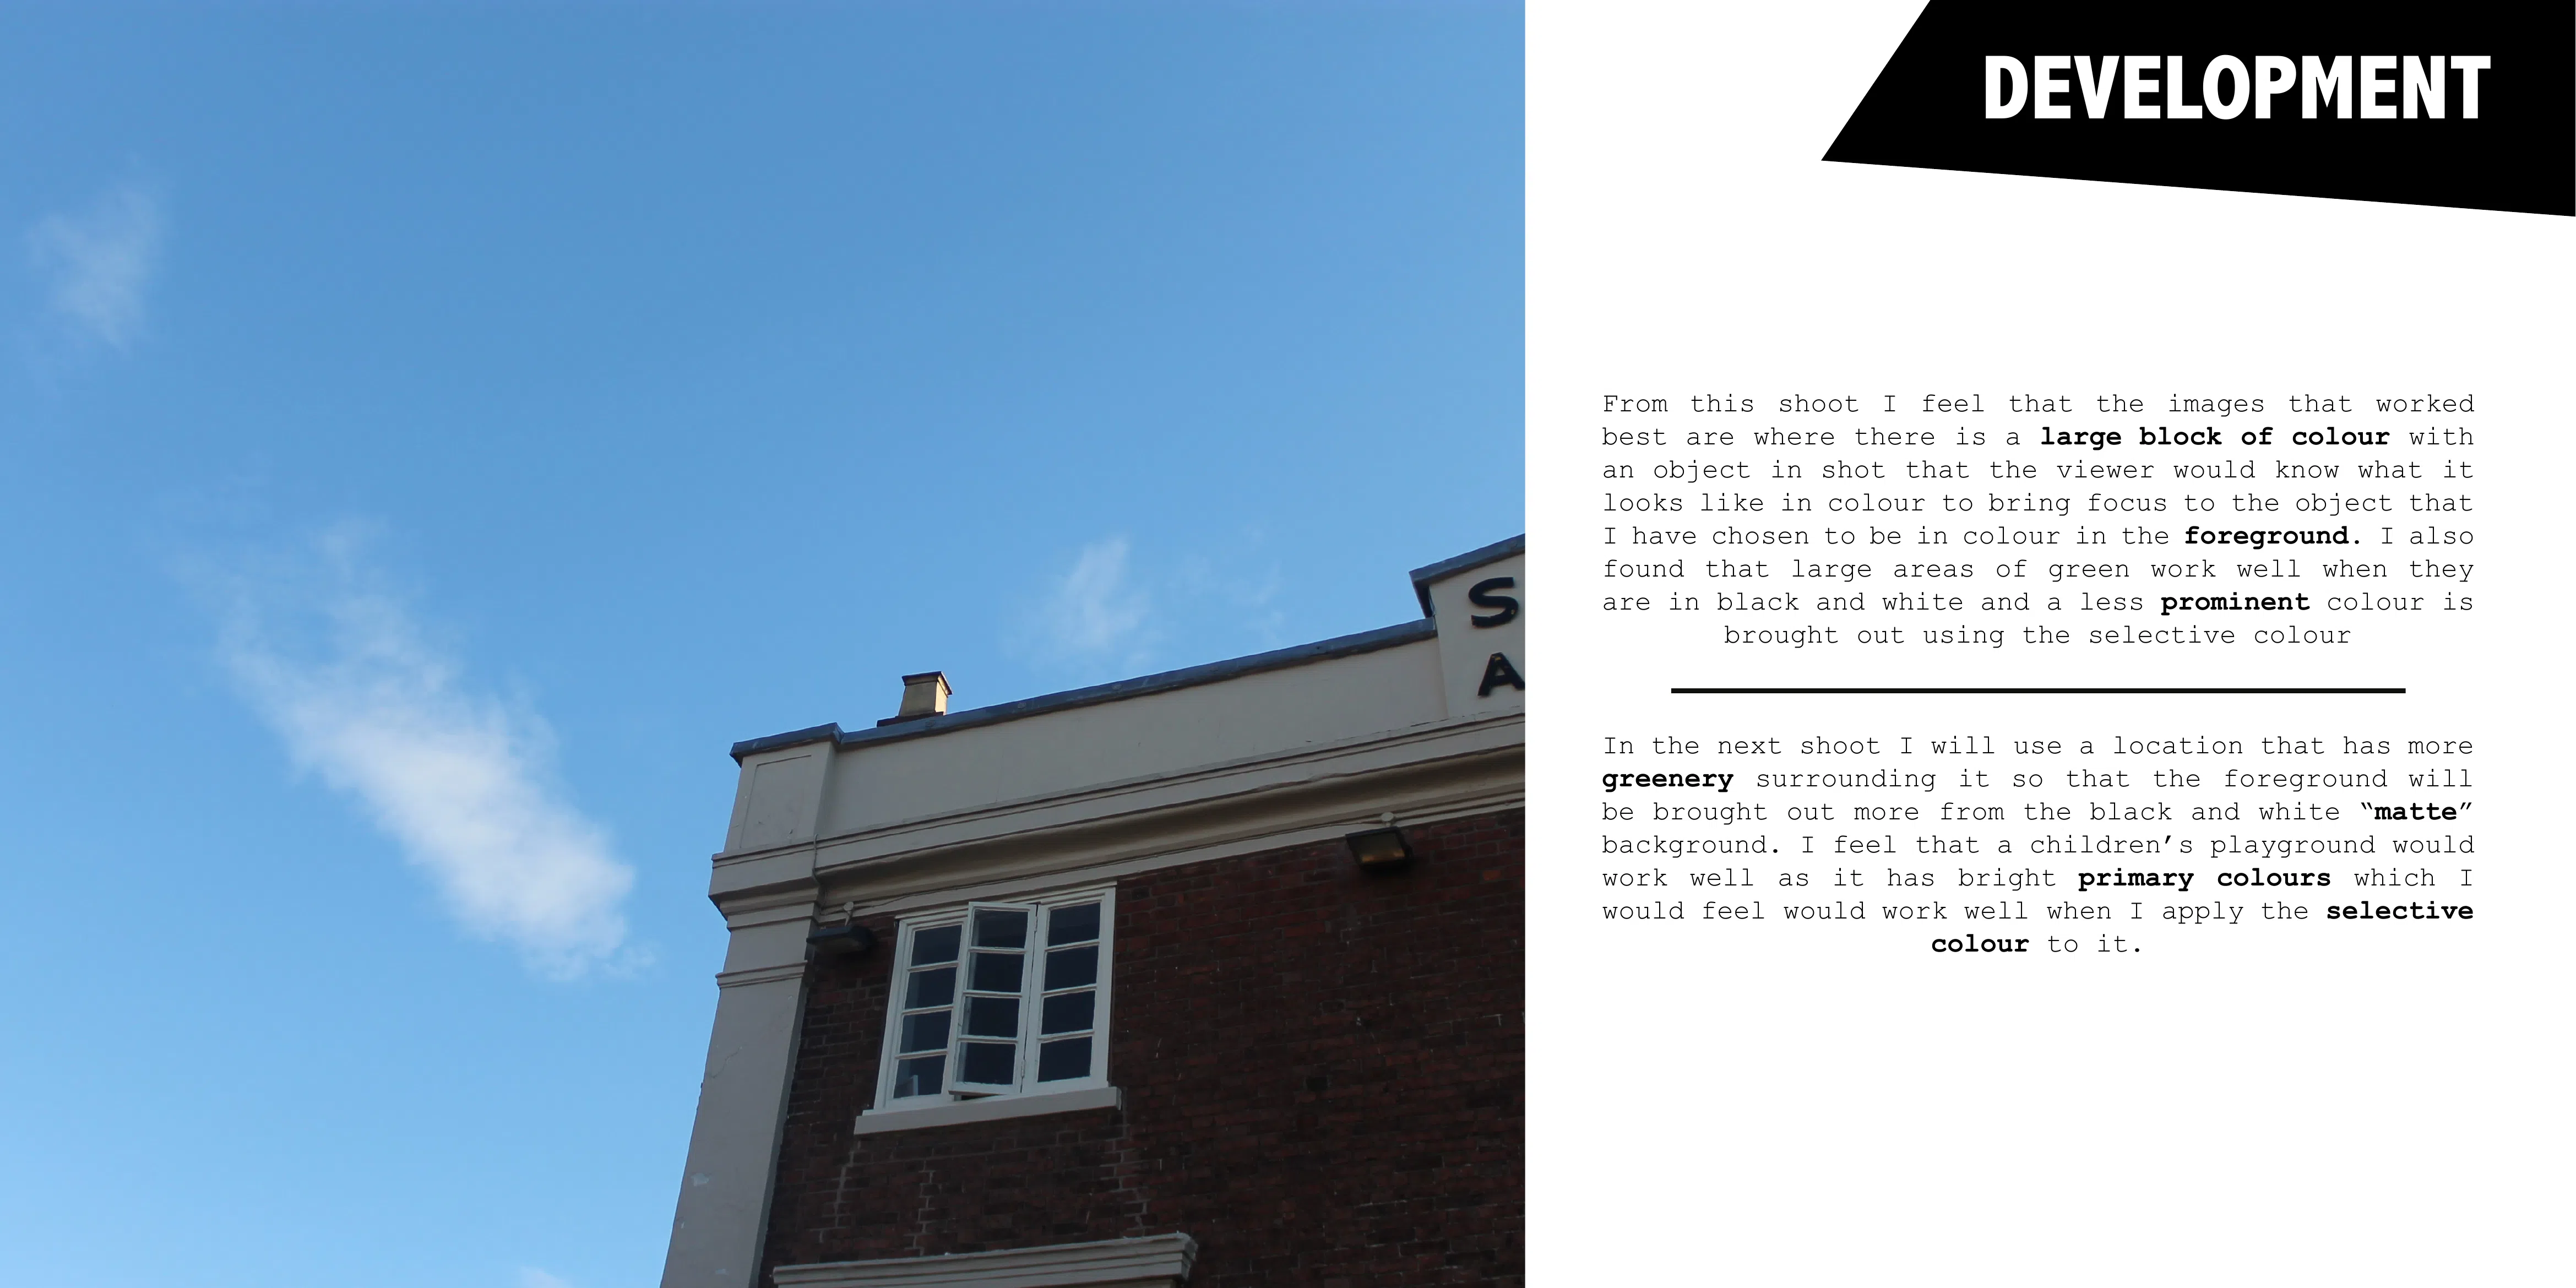 DEVELOPMENT
From this shoot I feel that the images that worked
best are where there is a large block of colour with
an object in shot that the viewer would know what it
looks like in colour to bring focus to the object that
I have chosen to be in colour in the foreground. I also
found that large areas of green work well when they
are in black and white and a less prominent colour is
brought out using the selective colour
In the next shoot I will use a location that has more
greenery surrounding it so that the foreground will
be brought out more from the black and white “matte”
background. I feel that a children’s playground would
work well as it has bright primary colours which I
would feel would work well when I apply the selective
colour to it.
S
A